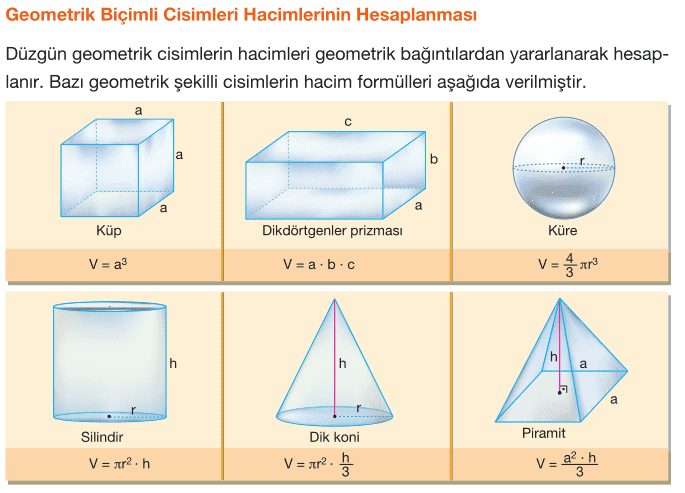 Geometrik Biçimli Cisimleri Hacimlerinin Hesaplanması
Düzgün geometrik cisimlerin hacimleri geometrik bağıntılardan yararlanarak hesap-
lanır. Bazı geometrik şekilli cisimlerin hacim formülleri aşağıda verilmiştir.
a
a
a
Küp
V = a³
c
b
a
Dikdörtgenler prizması
V = a · b · c
r
Küre
V = 4/3 πr³
h
r
Silindir
V = πr² · h
h
r
Dik koni
V = πr² · h/3
h
a
a
Piramit
V = a² · h/3